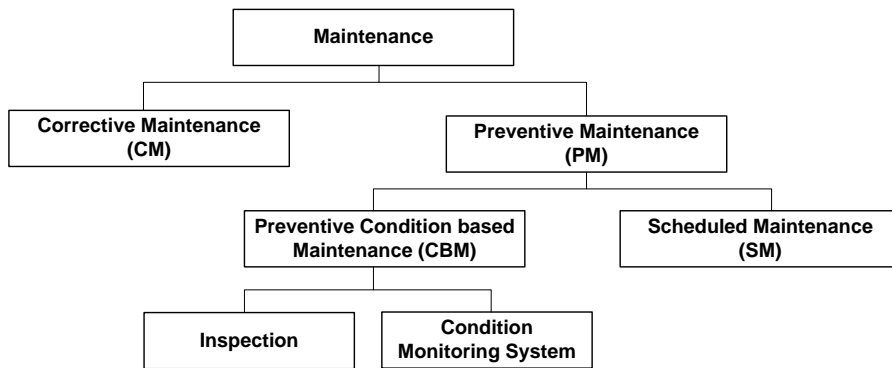 Maintenance
Corrective Maintenance
(CM)
Preventive Maintenance
(PM)
Preventive Condition based
Maintenance (CBM)
Scheduled Maintenance
(SM)
Inspection
Condition
Monitoring System